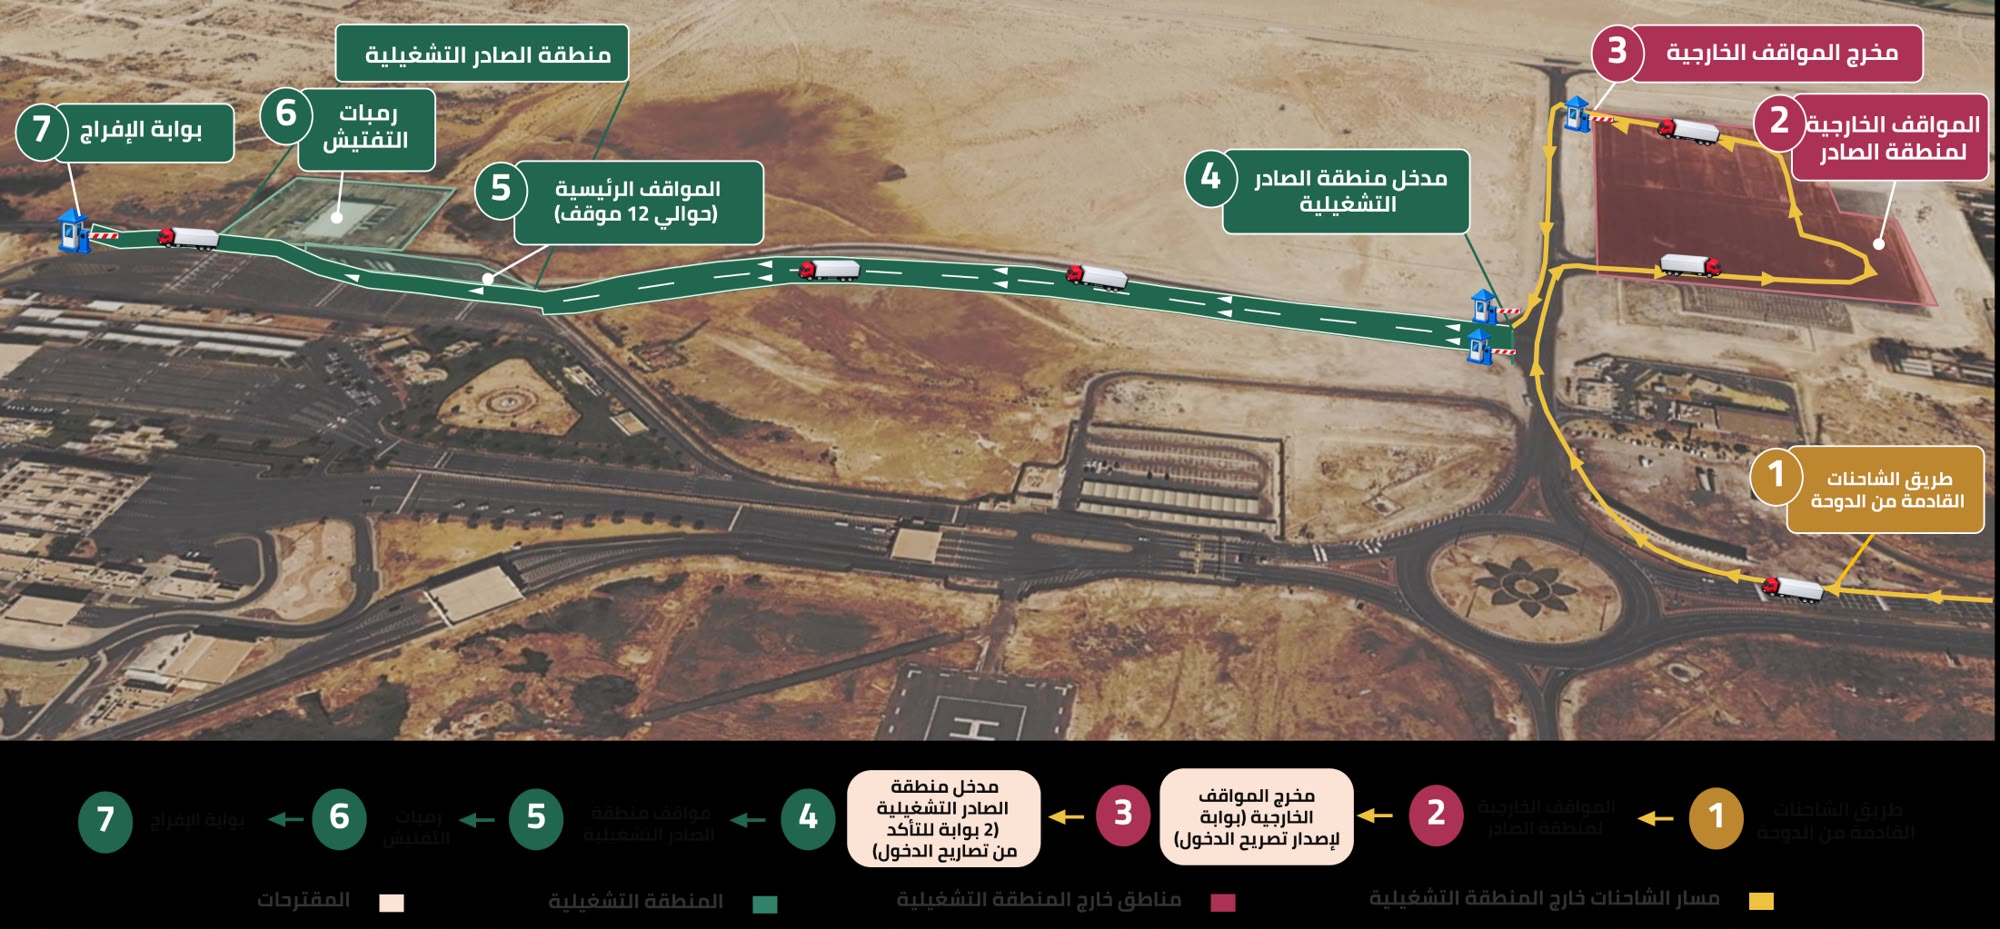 منطقة الصادر التشغيلية
3
مخرج المواقف الخارجية
2
المواقف الخارجية
لمنطقة الصادر
7
بوابة الإفراج
6
رمبات
التفتيش
5
المواقف الرئيسية
(حوالي 12 موقف)
4
مدخل منطقة الصادر
التشغيلية
1
طريق الشاحنات
القادمة من الدوحة
H
طريق الشاحنات
القادمة من الدوحة
1
المواقف الخارجية
لمنطقة الصادر
2
مخرج المواقف
الخارجية (بوابة
لإصدار تصريح الدخول)
3
مدخل منطقة
الصادر التشغيلية
(2 بوابة للتأكد
من تصاريح الدخول)
4
مواقف منطقة
الصادر التشغيلية
5
رمبات
التفتيش
6
بوابة الإفراج
7
مسار الشاحنات خارج المنطقة التشغيلية
مناطق خارج المنطقة التشغيلية
المنطقة التشغيلية
المقترحات